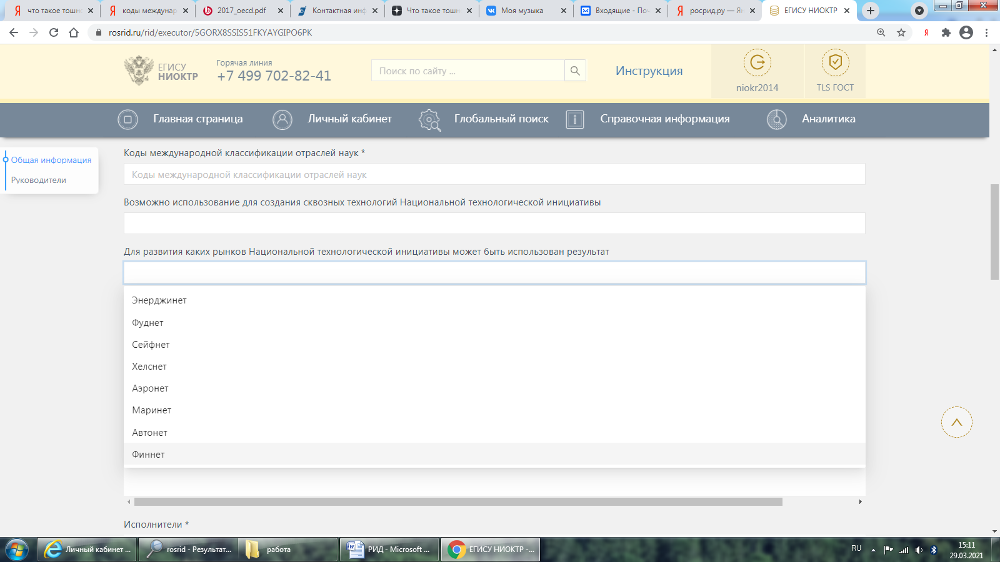 что такое тошн
коды междунар
2017_oecd.pdf
Контактная инф
Что такое тошн
Моя музыка
Входящие - Поч
росрид.ру — Ян
ЕГИСУ НИОКТР
rosrid.ru/rid/executor/5GORX8SSIS51FKYAYGIPO6PK
ЕГИСУ
НИОКТР
Горячая линия
+7 499 702-82-41
Поиск по сайту ...
Инструкция
niokr2014
TLS ГОСТ
Главная страница
Личный кабинет
Глобальный поиск
Справочная информация
Аналитика
Общая информация
Руководители
Коды международной классификации отраслей наук *
Коды международной классификации отраслей наук
Возможно использование для создания сквозных технологий Национальной технологической инициативы
Для развития каких рынков Национальной технологической инициативы может быть использован результат
Энерджинет
Фуднет
Сейфнет
Хелснет
Аэронет
Маринет
Автонет
Финнет
Исполнители *
Личный кабинет ...
rosrid - Результат...
работа
РИД - Microsoft ...
ЕГИСУ НИОКТР -...
RU
15:11
29.03.2021